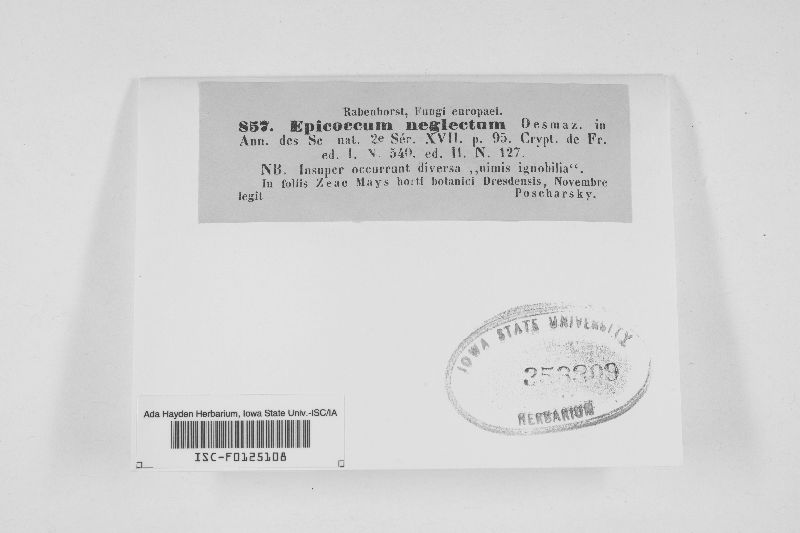 Rabenhorst, Fungi europaei.
857. Epicoccum neglectum Desmaz. in
Ann. des Sc nat. 2e Sér. XVII. p. 95. Crypt. de Fr.
ed. I. N. 540. ed. II. N. 127.
NB. Insuper occurrunt diversa ,,nimis ignobilia“.
In foliis Zeae Mays horti botanici Dresdensis, Novembre
legit Poscharsky.
IOWA STATE UNIVERSITY
353309
HERBARIUM
Ada Hayden Herbarium, Iowa State Univ.-ISC/IA
ISC-F0125108